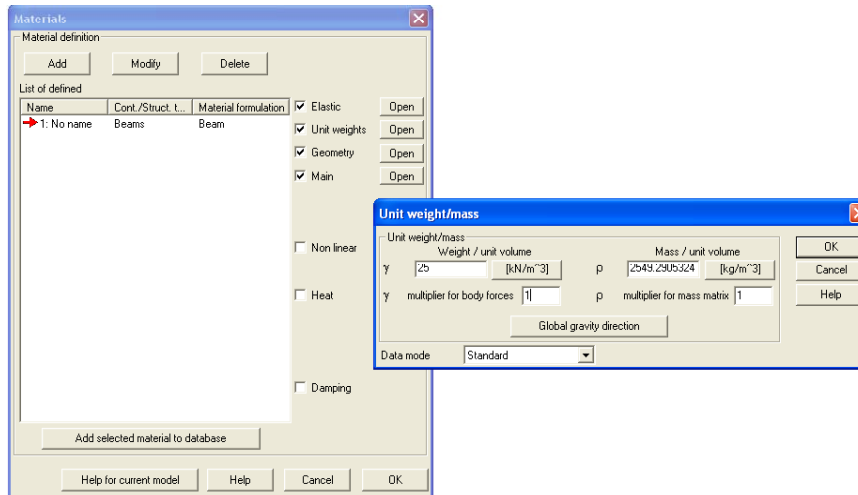 Materials
Material definition
Add Modify Delete
List of defined
Name Cont./Struct. t... Material formulation
1: No name Beams Beam
Elastic Open
Unit weights Open
Geometry Open
Main Open
Non linear
Heat
Damping
Add selected material to database
Help for current model Help Cancel OK
Unit weight/mass
Unit weight/mass
Weight / unit volume Mass / unit volume
γ 25 [kN/m^3] ρ 2549.2905324 [kg/m^3]
γ multiplier for body forces 1 ρ multiplier for mass matrix 1
Global gravity direction
Data mode Standard
OK
Cancel
Help